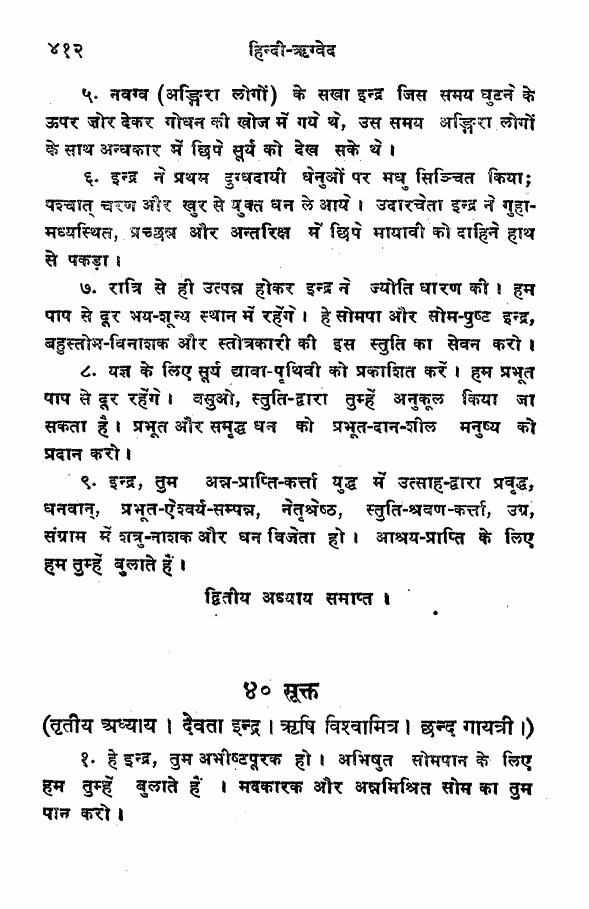 ४१२ हिन्दी-ऋग्वेद
५. नवग्व (अङ्गिरा लोगों) के सखा इन्द्र जिस समय घुटने के
ऊपर ज़ोर देकर गोधन की खोज में गये थे, उस समय अङ्गिरा लोगों
के साथ अन्धकार में छिपे सूर्य को देख सके थे ।
६. इन्द्र ने प्रथम दुग्धदायी धेनुओं पर मधु सिञ्चित किया;
पश्चात् चरण और खुर से युक्त धन ले आये । उदारचेता इन्द्र ने गुहा-
मध्यस्थित, प्रच्छन्न और अन्तरिक्ष में छिपे मायावी को दाहिने हाथ
से पकड़ा ।
७. रात्रि से ही उत्पन्न होकर इन्द्र ने ज्योति धारण की । हम
पाप से दूर भय-शून्य स्थान में रहेंगे । हे सोमपा और सोम-पुष्ट इन्द्र,
बहुस्तोम-विनाशक और स्तोत्रकारी की इस स्तुति का सेवन करो ।
८. यज्ञ के लिए सूर्य द्यावा-पृथिवी को प्रकाशित करें । हम प्रभूत
पाप से दूर रहेंगे । वसुओ, स्तुति-द्वारा तुम्हें अनुकूल किया जा
सकता है । प्रभूत और समृद्ध धन को प्रभूत-दान-शील मनुष्य को
प्रदान करो ।
९. इन्द्र, तुम अन्न-प्राप्ति-कर्त्ता युद्ध में उत्साह-द्वारा प्रवृद्ध,
धनवान्, प्रभूत-ऐश्वर्य-सम्पन्न, नेतृश्रेष्ठ, स्तुति-श्रवण-कर्त्ता, उग्र,
संग्राम में शत्रु-नाशक और धन विजेता हो । आश्रय-प्राप्ति के लिए
हम तुम्हें बुलाते हैं ।
द्वितीय अध्याय समाप्त ।
४० सूक्त
(तृतीय अध्याय । देवता इन्द्र । ऋषि विश्वामित्र । छन्द गायत्री ।)
१. हे इन्द्र, तुम अभीष्टपूरक हो । अभिषुत सोमपान के लिए
हम तुम्हें बुलाते हैं । मदकारक और अन्नमिश्रित सोम का तुम
पान करो ।